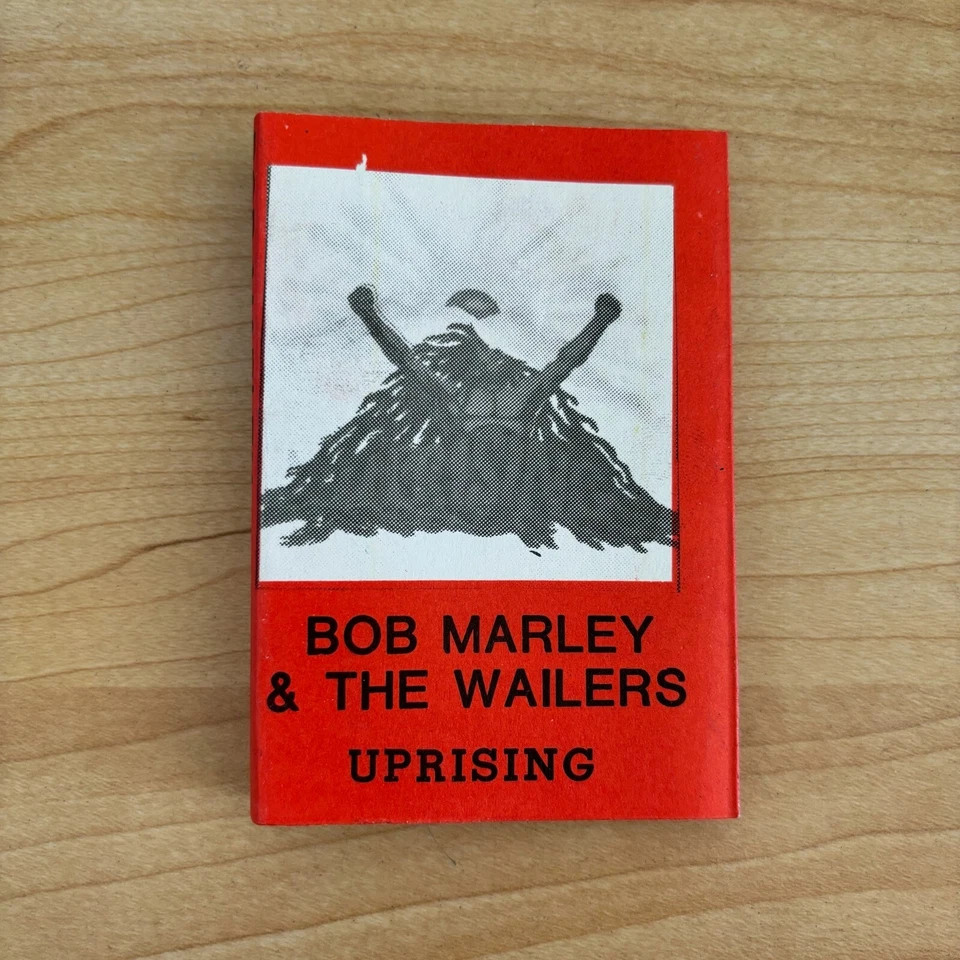 BOB MARLEY
& THE WAILERS
UPRISING